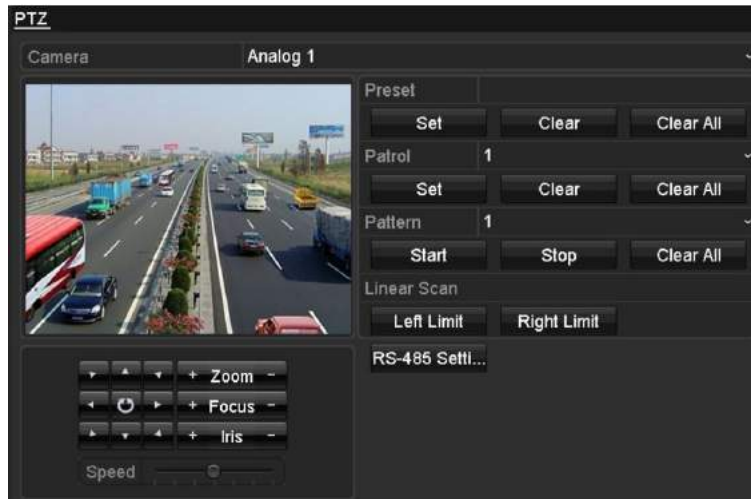 PTZ
Camera Analog 1
Preset
Set Clear Clear All
Patrol 1
Set Clear Clear All
Pattern 1
Start Stop Clear All
Linear Scan
Left Limit Right Limit
RS-485 Setti...
+ Zoom -
+ Focus -
+ Iris -
Speed